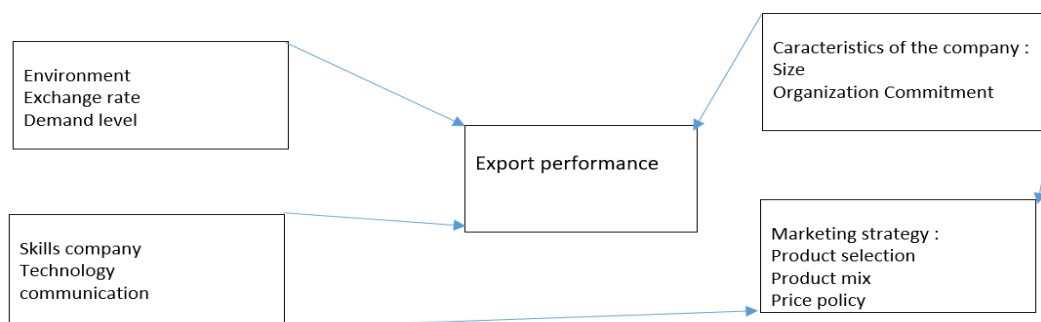 Environment
Exchange rate
Demand level
Caracteristics of the company :
Size
Organization Commitment
Export performance
Skills company
Technology
communication
Marketing strategy :
Product selection
Product mix
Price policy